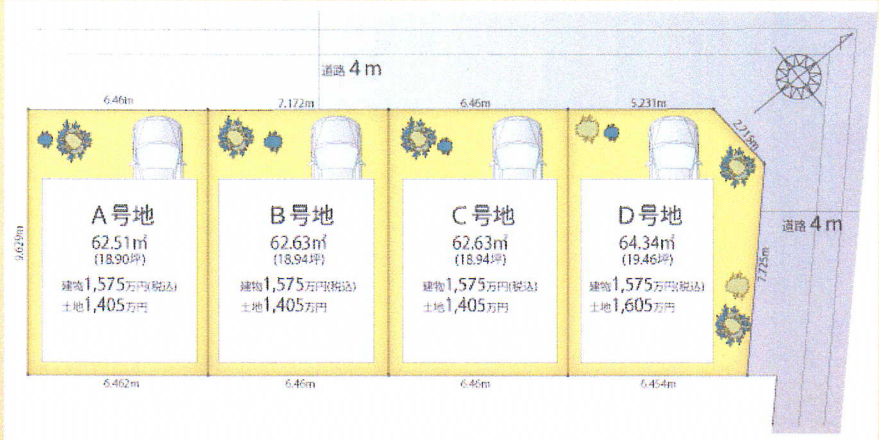 道路 4m
6.46m
7.172m
6.46m
5.231m
2.715m
9.629m
A号地
62.51㎡
(18.90坪)
建物1,575万円(税込)
土地1,405万円
B号地
62.63㎡
(18.94坪)
建物1,575万円(税込)
土地1,405万円
C号地
62.63㎡
(18.94坪)
建物1,575万円(税込)
土地1,405万円
D号地
64.34㎡
(19.46坪)
建物1,575万円(税込)
土地1,605万円
道路 4m
7.725m
6.462m
6.46m
6.46m
6.454m